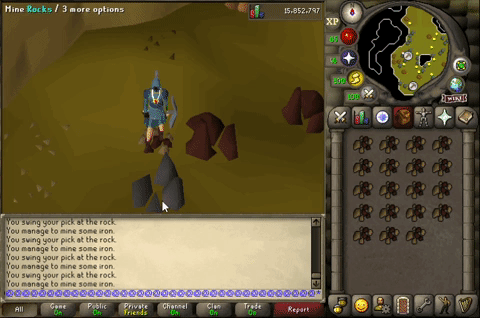 Mine Rocks / 3 more options
15,852,797
XP
WIKI
You swing your pick at the rock.
You manage to mine some iron.
You swing your pick at the rock.
You manage to mine some iron.
You swing your pick at the rock.
You manage to mine some iron.
You swing your pick at the rock.
You manage to mine some iron.
All
Game
On
Public
On
Private
Friends
Channel
On
Clan
On
Trade
On
Report